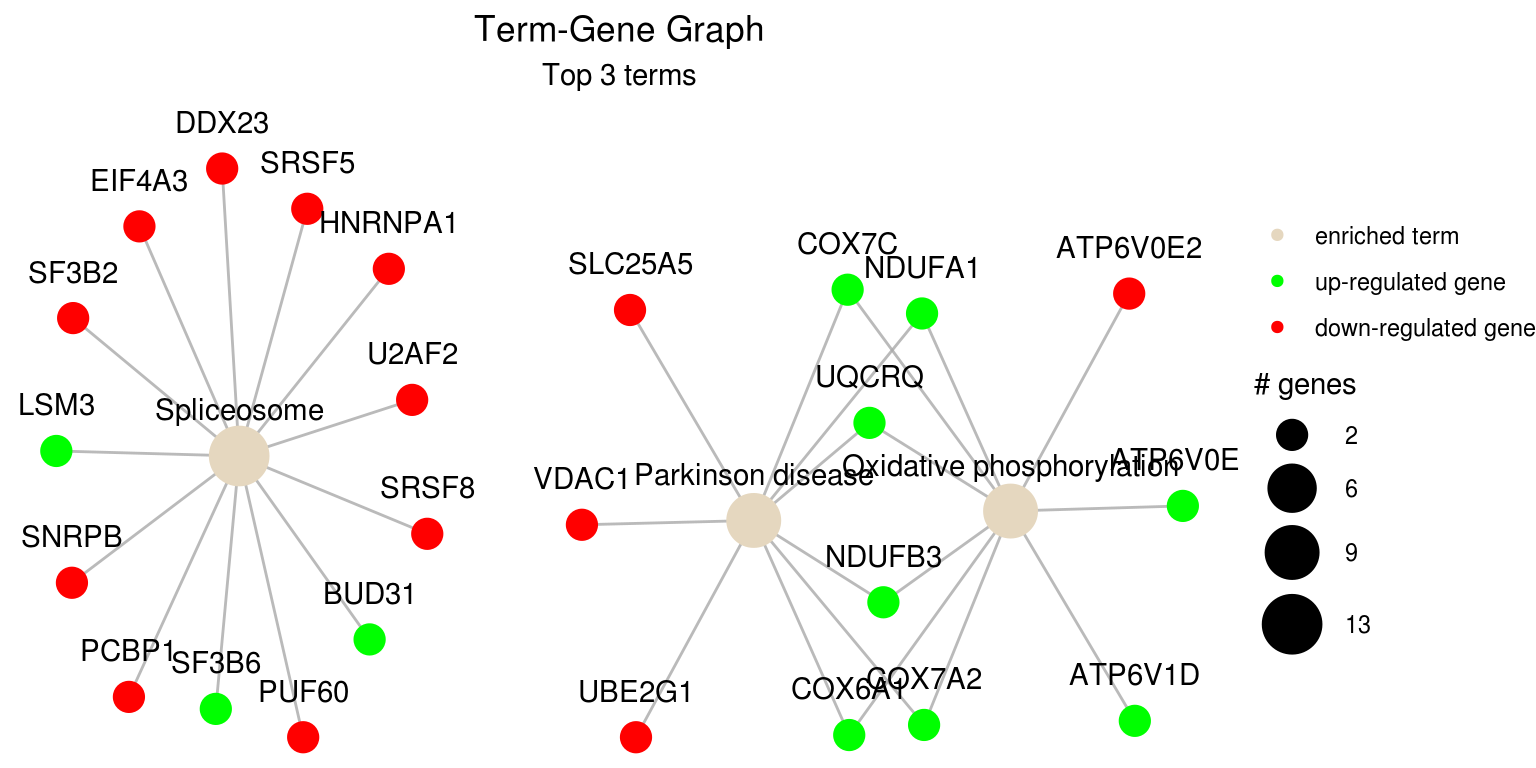 Term-Gene Graph
Top 3 terms
DDX23
SRSF5
EIF4A3
HNRNPA1
SF3B2
U2AF2
LSM3
Spliceosome
SRSF8
SNRPB
BUD31
PCBP1
SF3B6
PUF60
COX7C
ATP6V0E2
SLC25A5
NDUFA1
UQCRQ
VDAC1
Parkinson disease
Oxidative phosphorylation
ATP6V0E
NDUFB3
UBE2G1
COX6A1
COX7A2
ATP6V1D
enriched term
up-regulated gene
down-regulated gene
# genes
2
6
9
13